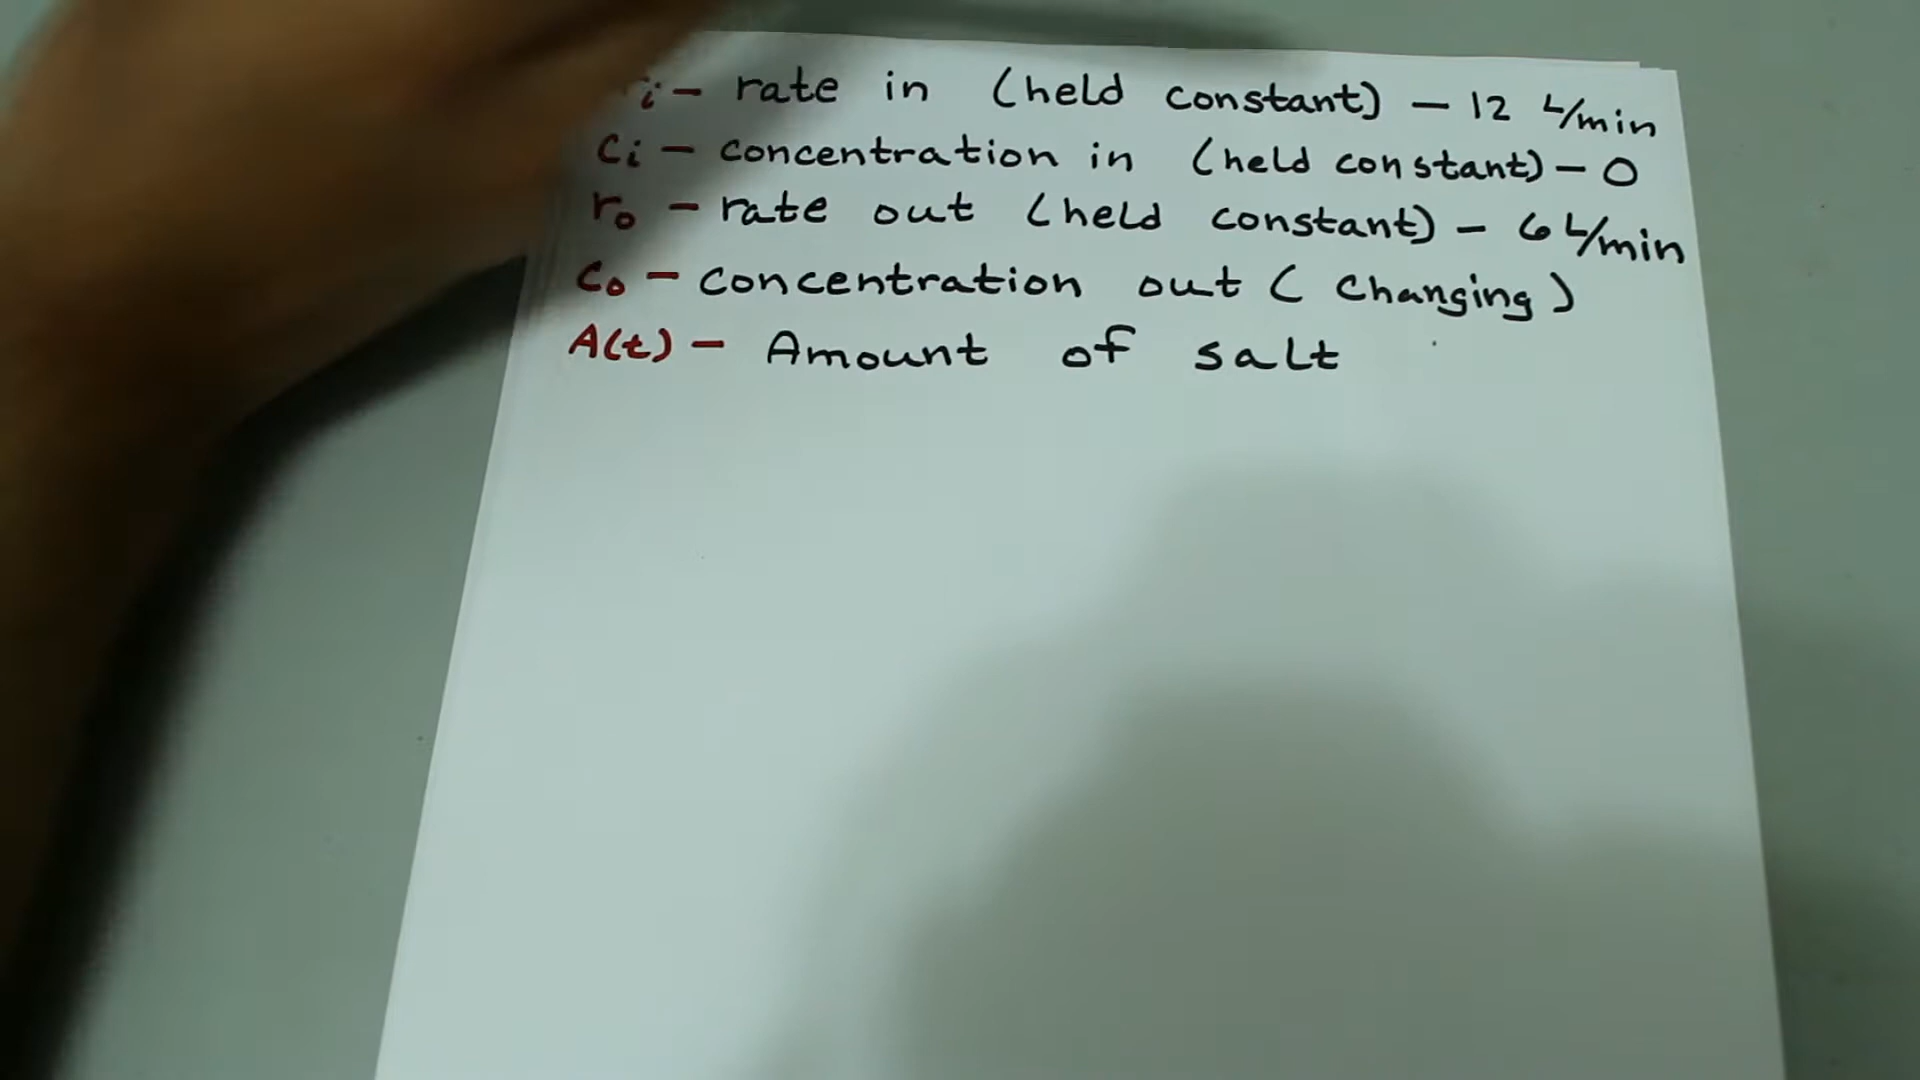 ri - rate in (held constant) - 12 L/min
Ci - concentration in (held constant) - 0
ro - rate out (held constant) - 6 L/min
Co - concentration out (changing)
A(t) - Amount of salt